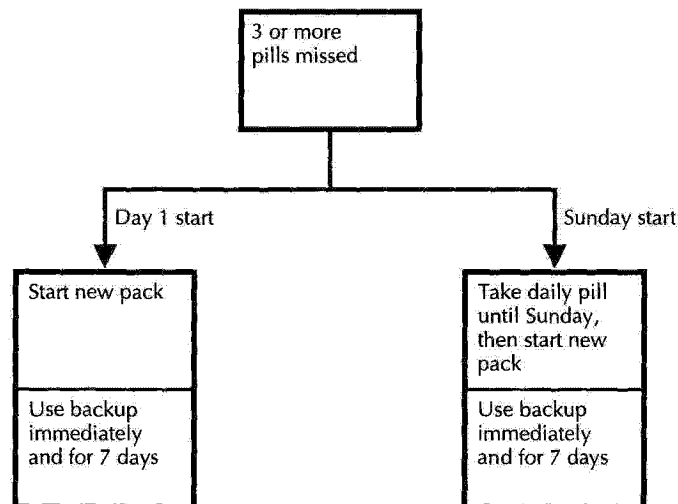 3 or more
pills missed
Day 1 start
Sunday start
Start new pack
Use backup
immediately
and for 7 days
Take daily pill
until Sunday,
then start new
pack
Use backup
immediately
and for 7 days